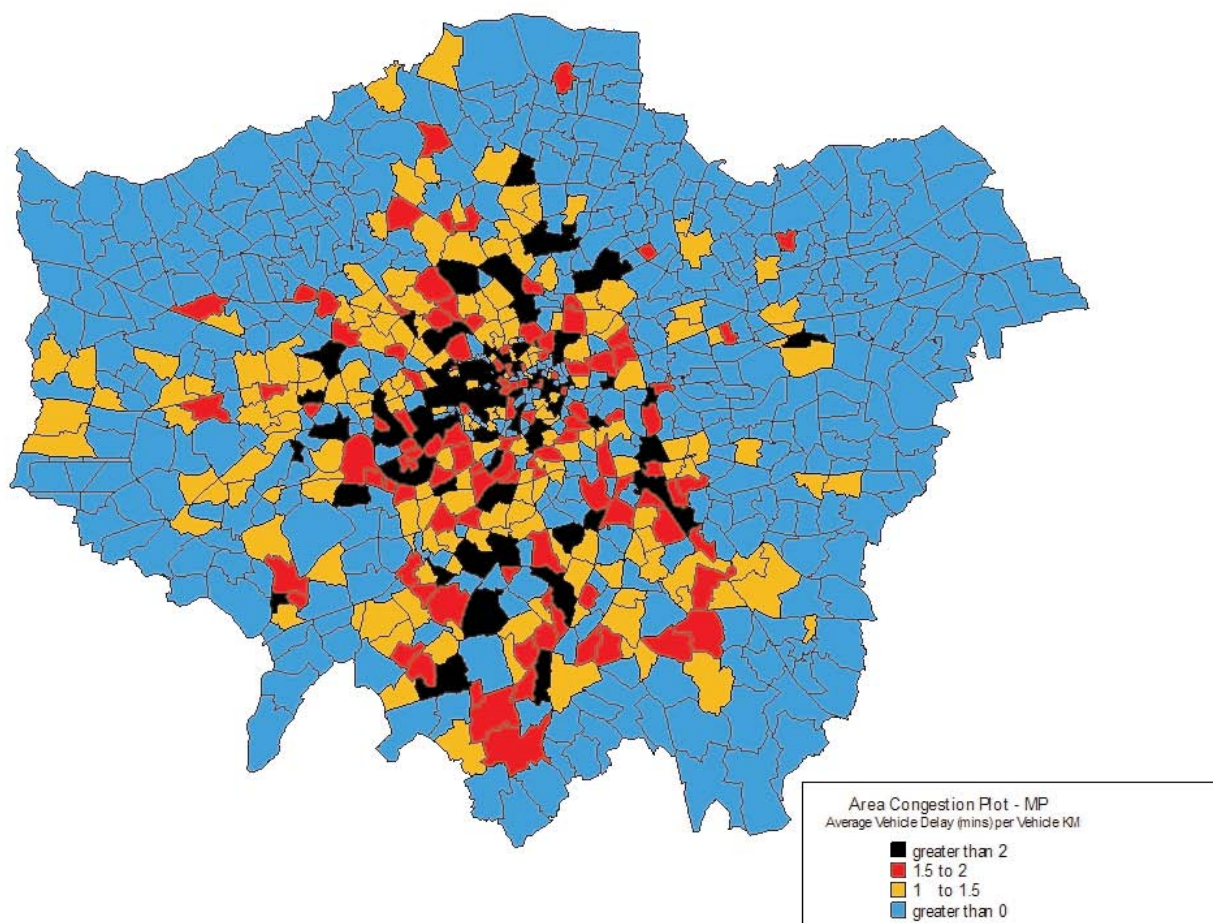 Area Congestion Plot - MP
Average Vehicle Delay (mins) per Vehicle KM
greater than 2
1.5 to 2
1 to 1.5
greater than 0